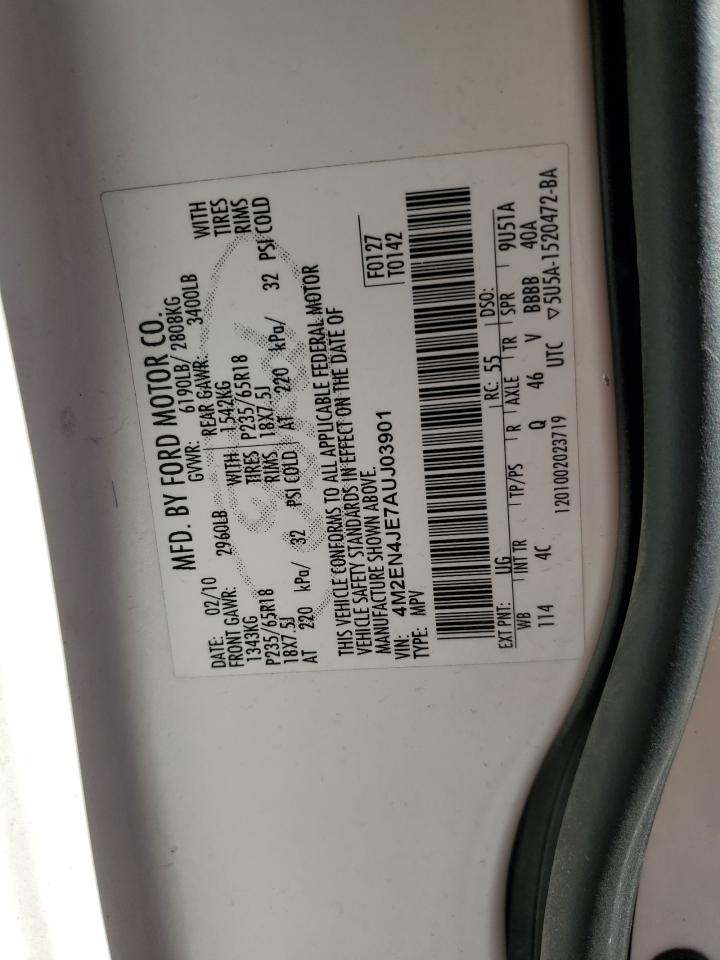 MFD. BY FORD MOTOR CO.
DATE: 02/10 GVWR: 6190LB/ 2808KG
FRONT GAWR: 2960LB REAR GAWR: 3400LB
1343KG WITH 1542KG WITH
P235/65R18 TIRES P235/65R18 TIRES
18X7.5J RIMS 18X7.5J RIMS
AT 220 kPa/ 32 PSI COLD AT 220 kPa/ 32 PSI COLD
THIS VEHICLE CONFORMS TO ALL APPLICABLE FEDERAL MOTOR
VEHICLE SAFETY STANDARDS IN EFFECT ON THE DATE OF
MANUFACTURE SHOWN ABOVE.
VIN: 4M2EN4JE7AUJ03901
TYPE: MPV
F0127
T0142
EXT PNT: UG RC: 55 DSO:
WB INT TR TP/PS R AXLE TR SPR 9U51A
114 4C Q 46 V BBBB 40A
1201002023719 UTC ▽5U5A-1520472-BA